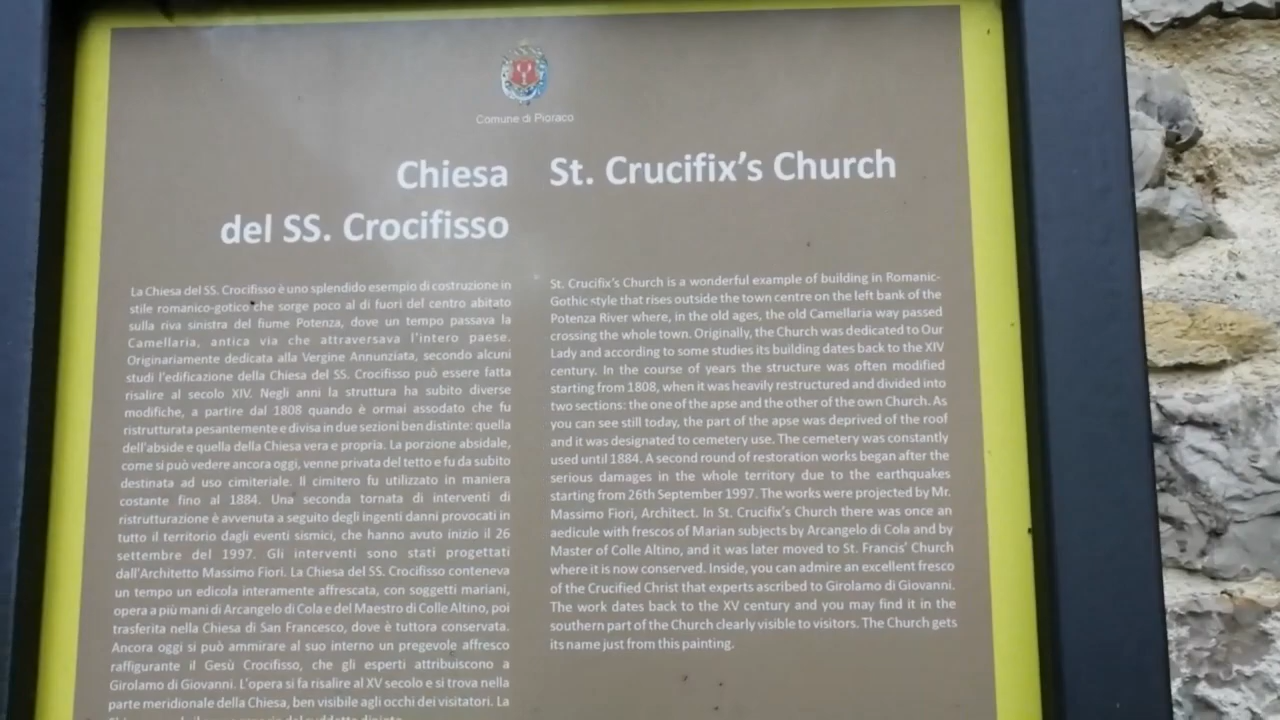 Comune di Pioraco
Chiesa
del SS. Crocifisso
La Chiesa del SS. Crocifisso è uno splendido esempio di costruzione in
stile romanico-gotico che sorge poco al di fuori del centro abitato
sulla riva sinistra del fiume Potenza, dove un tempo passava la
Camellaria, antica via che attraversava l'intero paese.
Originariamente dedicata alla Vergine Annunziata, secondo alcuni
studi l'edificazione della Chiesa del SS. Crocifisso può essere fatta
risalire al secolo XIV. Negli anni la struttura ha subito diverse
modifiche, a partire dal 1808 quando è ormai assodato che fu
ristrutturata pesantemente e divisa in due sezioni ben distinte: quella
dell'abside e quella della Chiesa vera e propria. La porzione absidale,
come si può vedere ancora oggi, venne privata del tetto e fu da subito
destinata ad uso cimiteriale. Il cimitero fu utilizzato in maniera
costante fino al 1884. Una seconda tornata di interventi di
ristrutturazione è avvenuta a seguito degli ingenti danni provocati in
tutto il territorio dagli eventi sismici, che hanno avuto inizio il 26
settembre del 1997. Gli interventi sono stati progettati
dall'Architetto Massimo Fiori. La Chiesa del SS. Crocifisso conteneva
un tempo un edicola interamente affrescata, con soggetti mariani,
opera a più mani di Arcangelo di Cola e del Maestro di Colle Altino, poi
trasferita nella Chiesa di San Francesco, dove è tuttora conservata.
Ancora oggi si può ammirare al suo interno un pregevole affresco
raffigurante il Gesù Crocifisso, che gli esperti attribuiscono a
Girolamo di Giovanni. L'opera si fa risalire al XV secolo e si trova nella
parte meridionale della Chiesa, ben visibile agli occhi dei visitatori. La
St. Crucifix's Church
St. Crucifix's Church is a wonderful example of building in Romanic-
Gothic style that rises outside the town centre on the left bank of the
Potenza River where, in the old ages, the old Camellaria way passed
crossing the whole town. Originally, the Church was dedicated to Our
Lady and according to some studies its building dates back to the XIV
century. In the course of years the structure was often modified
starting from 1808, when it was heavily restructured and divided into
two sections: the one of the apse and the other of the own Church. As
you can see still today, the part of the apse was deprived of the roof
and it was designated to cemetery use. The cemetery was constantly
used until 1884. A second round of restoration works began after the
serious damages in the whole territory due to the earthquakes
starting from 26th September 1997. The works were projected by Mr.
Massimo Fiori, Architect. In St. Crucifix's Church there was once an
aedicule with frescos of Marian subjects by Arcangelo di Cola and by
Master of Colle Altino, and it was later moved to St. Francis' Church
where it is now conserved. Inside, you can admire an excellent fresco
of the Crucified Christ that experts ascribed to Girolamo di Giovanni.
The work dates back to the XV century and you may find it in the
southern part of the Church clearly visible to visitors. The Church gets
its name just from this painting.